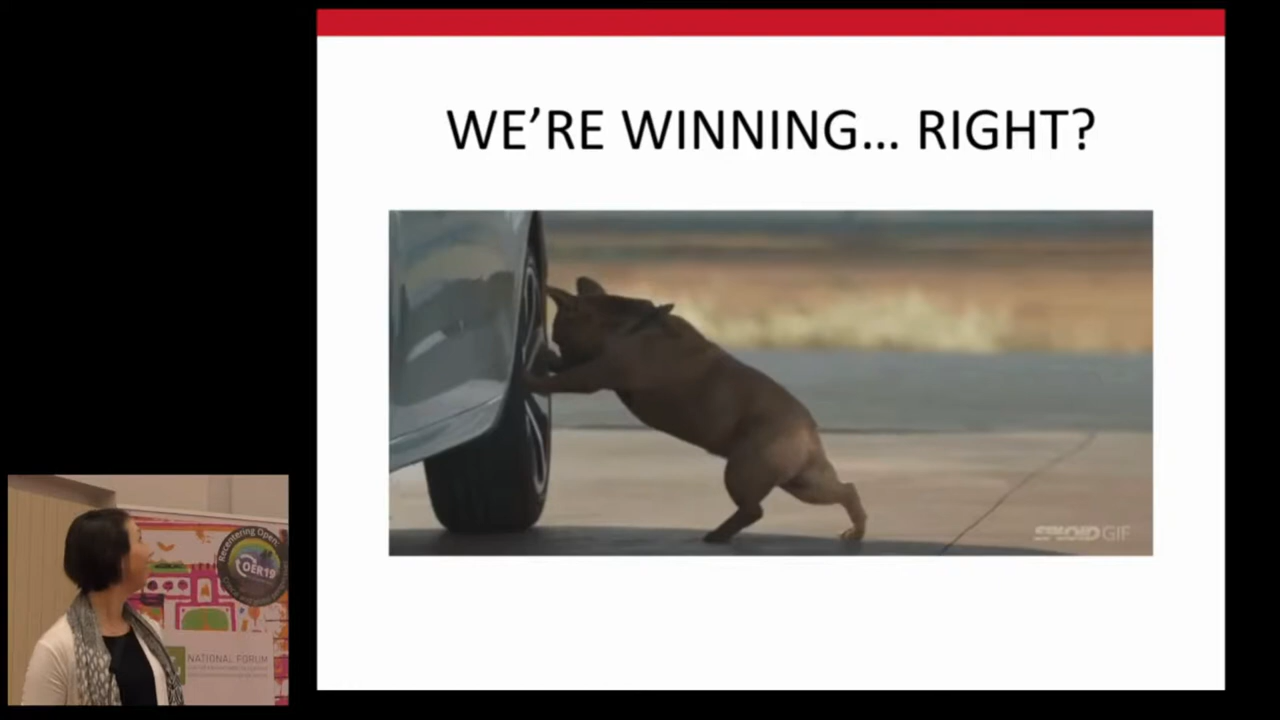 WE'RE WINNING... RIGHT?
GIF
Recentering Open:
OER19
NATIONAL FORUM